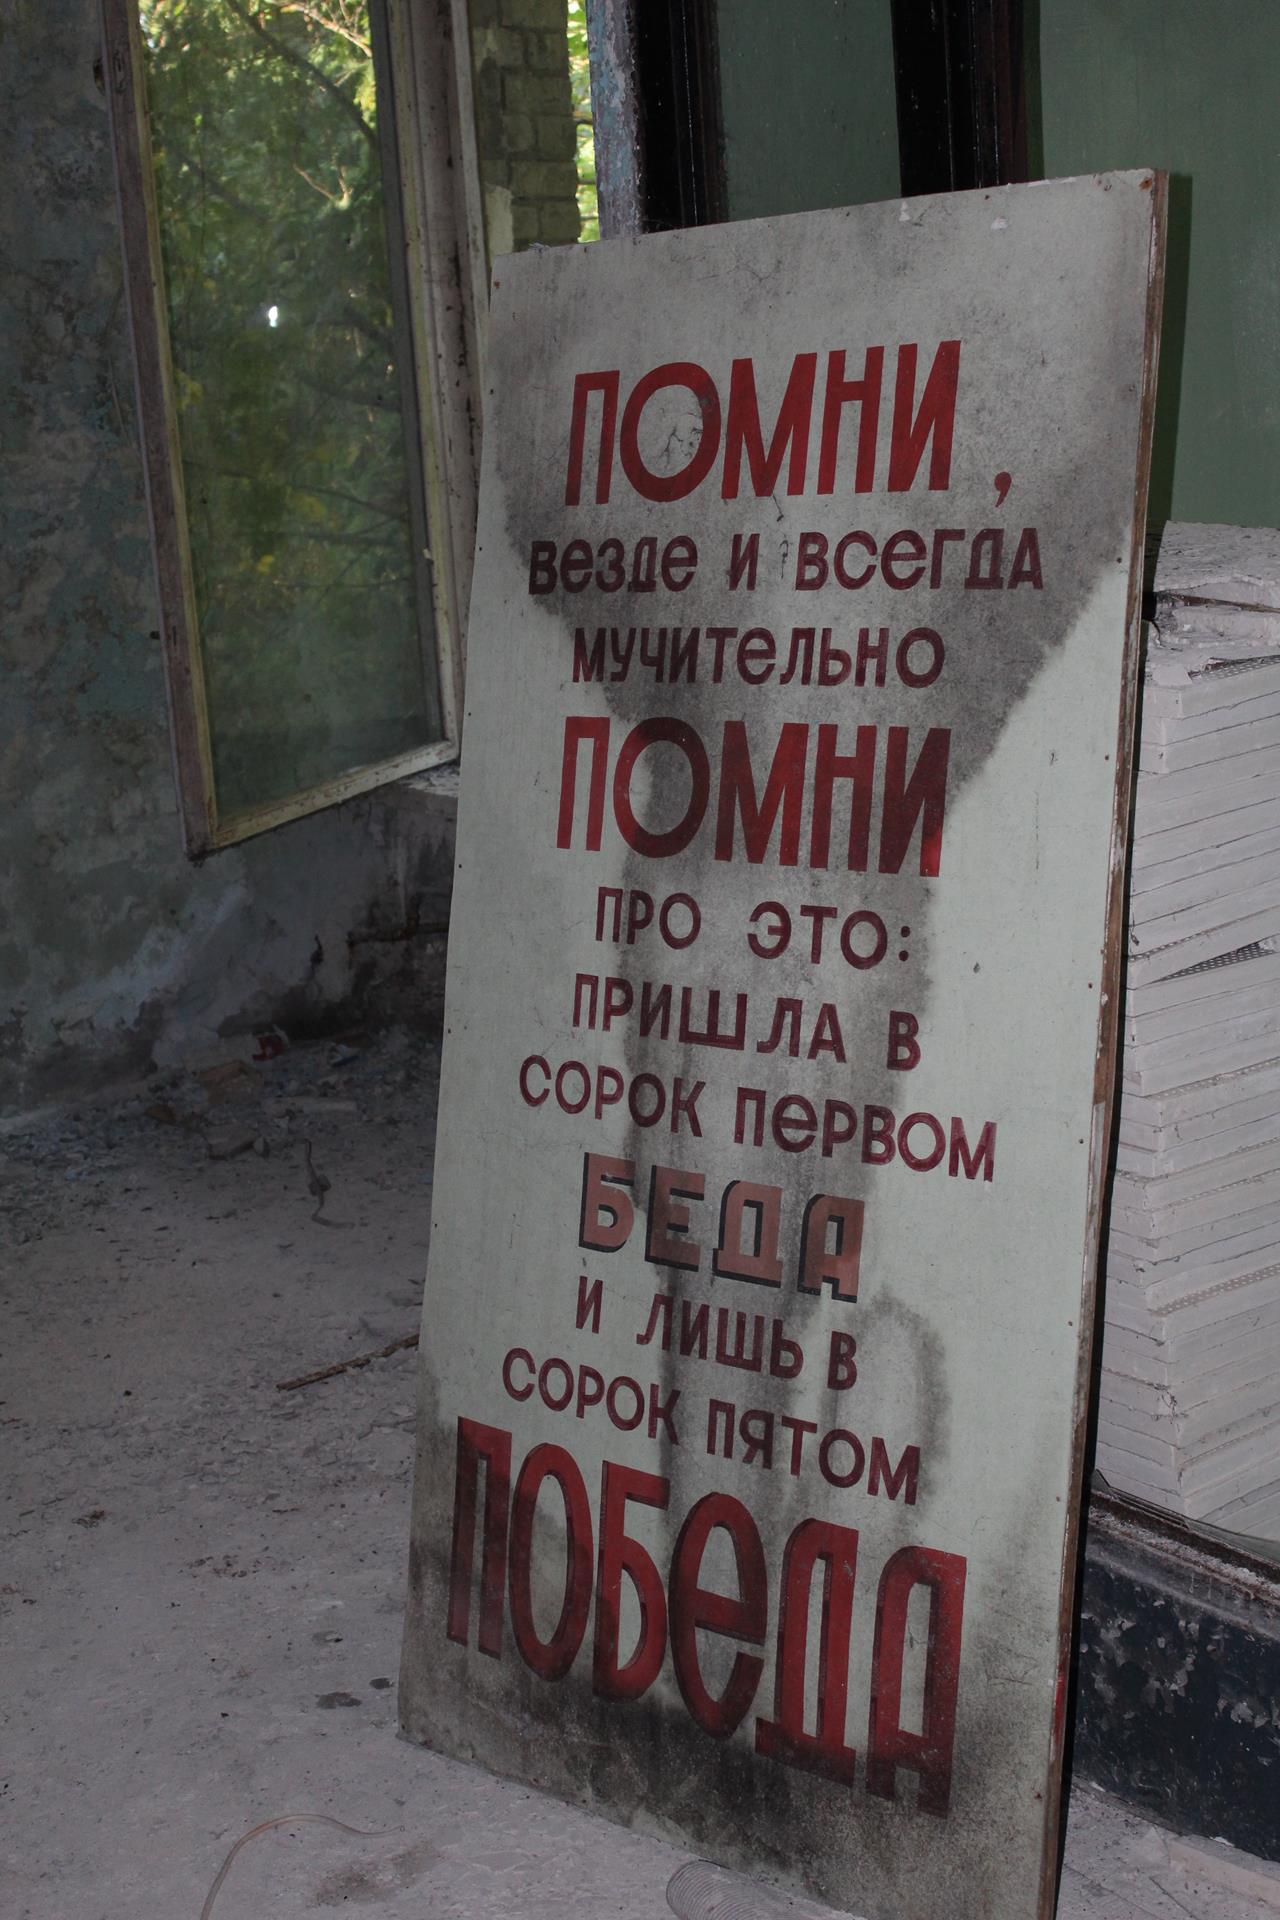 ПОМНИ,
везде и всегда
мучительно
ПОМНИ
про это:
пришла в
сорок первом
БЕДА
и лишь в
сорок пятом
ПОБеДА